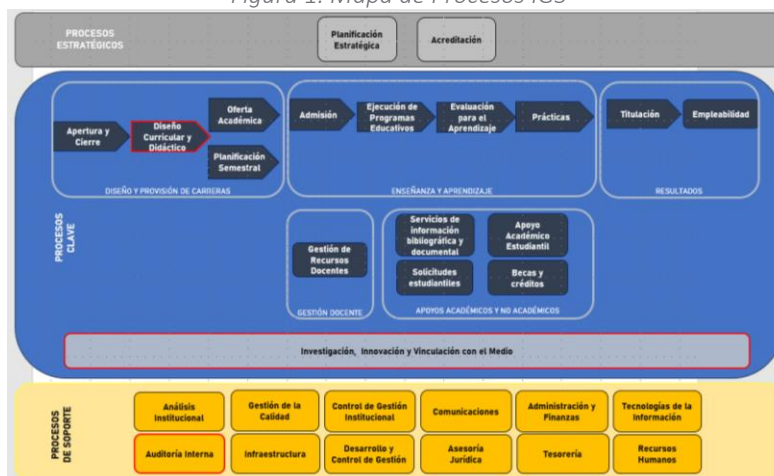 Figura 1. Mapa de Procesos IGS
PROCESOS
ESTRATÉGICOS
Planificación
Estratégica
Acreditación
Apertura y
Cierre
Diseño
Curricular y
Didáctico
Oferta
Académica
Planificación
Semestral
DISEÑO Y PROVISIÓN DE CARRERAS
Admisión
Ejecución de
Programas
Educativos
Evaluación
para el
Aprendizaje
Prácticas
ENSEÑANZA Y APRENDIZAJE
Titulación
Empleabilidad
RESULTADOS
PROCESOS
CLAVE
Gestión de
Recursos
Docentes
GESTIÓN DOCENTE
Servicios de
información
bibliográfica y
documental
Apoyo
Académico
Estudiantil
Solicitudes
estudiantiles
Becas y
créditos
APOYOS ACADÉMICOS Y NO ACADÉMICOS
Investigación, Innovación y Vinculación con el Medio
PROCESOS
DE SOPORTE
Análisis
Institucional
Gestión de la
Calidad
Control de Gestión
Institucional
Comunicaciones
Administración y
Finanzas
Tecnologías de la
Información
Auditoría Interna
Infraestructura
Desarrollo y
Control de Gestión
Asesoría
Jurídica
Tesorería
Recursos
Humanos